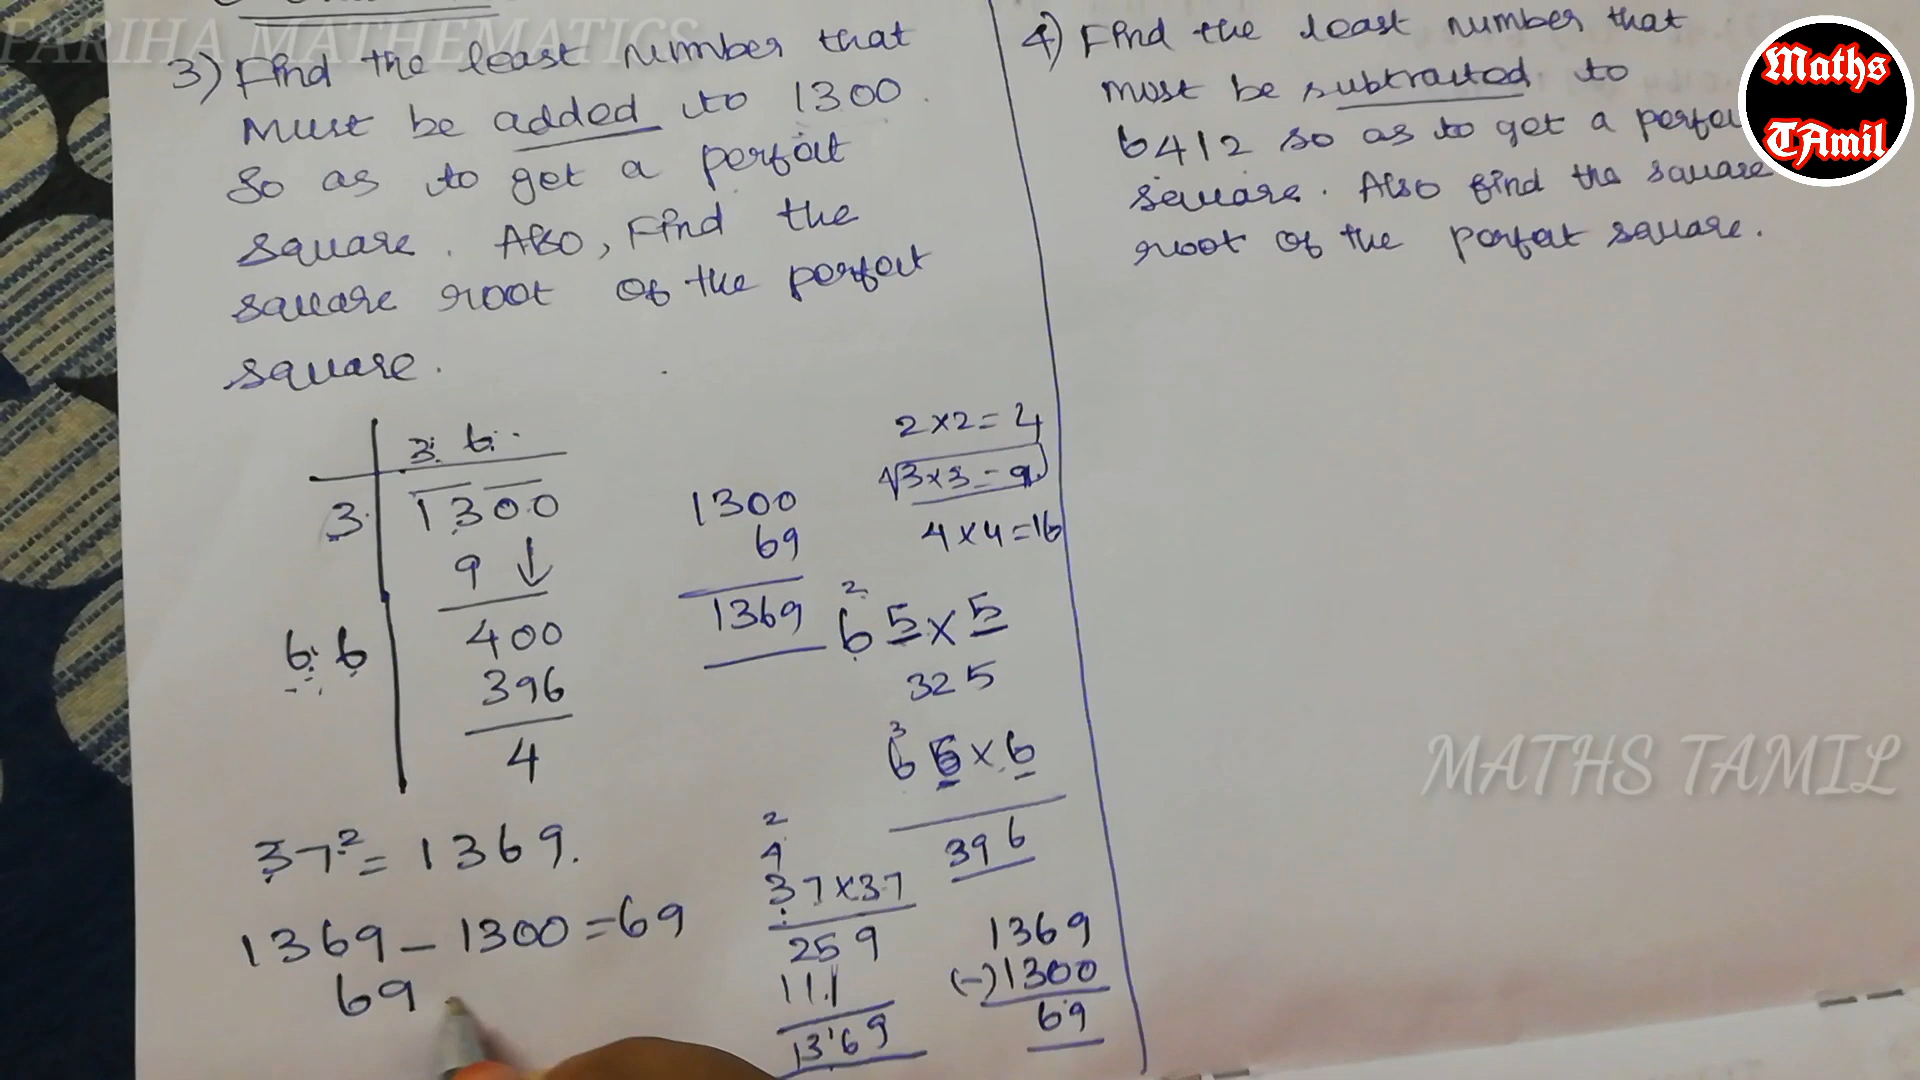 FARIHA MATHEMATICS
3) Find the least number that
must be added to 1300
so as to get a perfect
square. Also, Find the
square root of the perfect
square.
3 6
3 1300
9 ↓
400
66 396
4
1300
69
1369
2×2=4
√3×3=9
4×4=16
2
65×5
325
3
66×6
396
37²=1369.
1369-1300=69
69
2
4
37×37
259
111
1369
1369
(-)1300
69
4) Find the least number that
must be subtracted to
6412 so as to get a
square. Also find the square
root of the perfect square.
Maths
TAmil
MATHS TAMIL